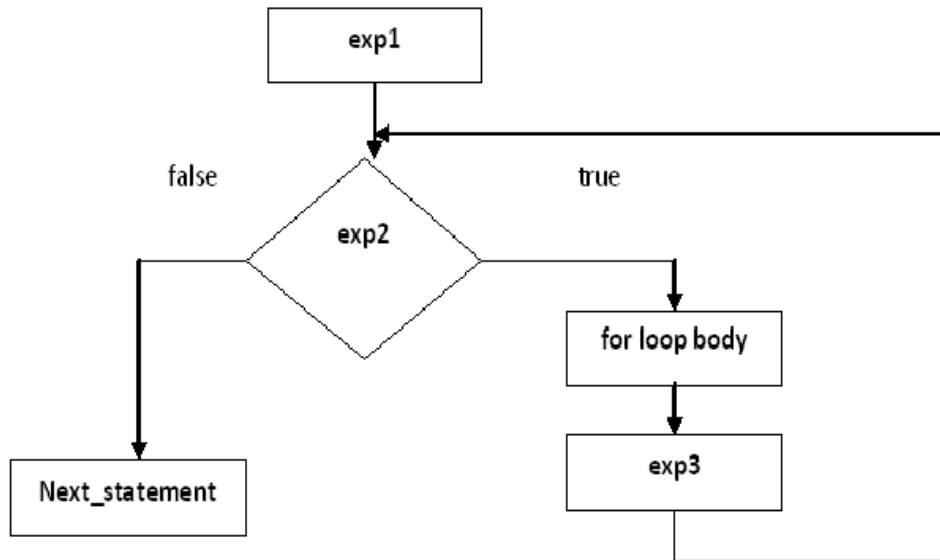 exp1
false
true
exp2
for loop body
exp3
Next_statement